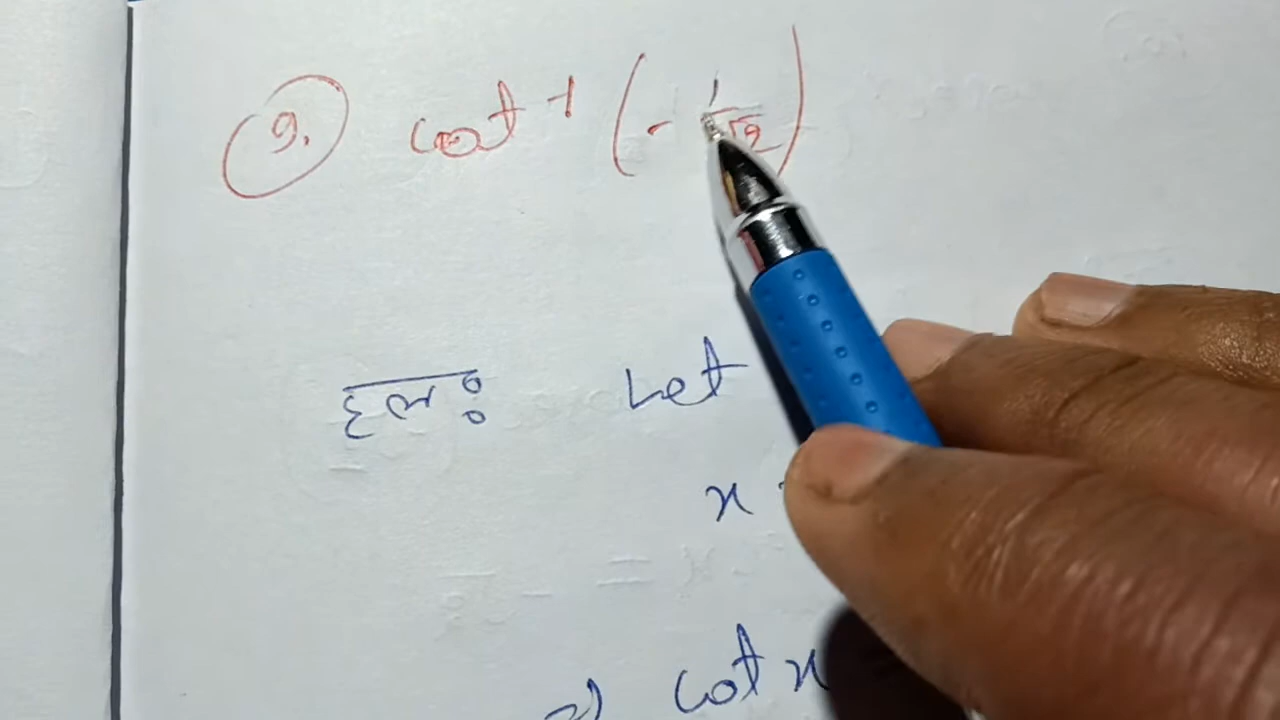 9. cot⁻¹ (- 1/√2)
हल: Let
x
= x
⇒) cot x